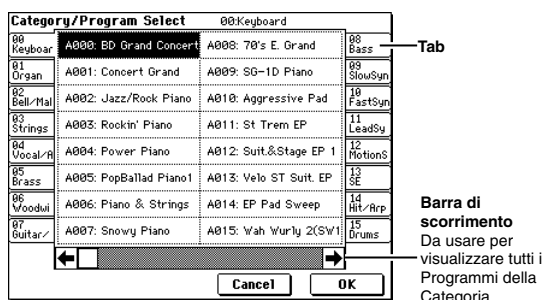 Category/Program Select 00:Keyboard
00 Keyboar
A000: BD Grand Concert
A008: 70's E. Grand
08 Bass
Tab
01 Organ
A001: Concert Grand
A009: SG-1D Piano
09 SlowSyn
02 Bell/Mal
A002: Jazz/Rock Piano
A010: Aggressive Pad
10 FastSyn
03 Strings
A003: Rockin' Piano
A011: St Trem EP
11 LeadSy
04 Vocal/A
A004: Power Piano
A012: Suit.&Stage EP 1
12 MotionS
05 Brass
A005: PopBallad Piano1
A013: Velo ST Suit. EP
13 SE
06 Woodwi
A006: Piano & Strings
A014: EP Pad Sweep
14 Hit/Arp
07 Guitar/
A007: Snowy Piano
A015: Wah Wurly 2(SW1
15 Drums
Cancel
OK
Barra di
scorrimento
Da usare per
visualizzare tutti i
Programmi della
Categoria